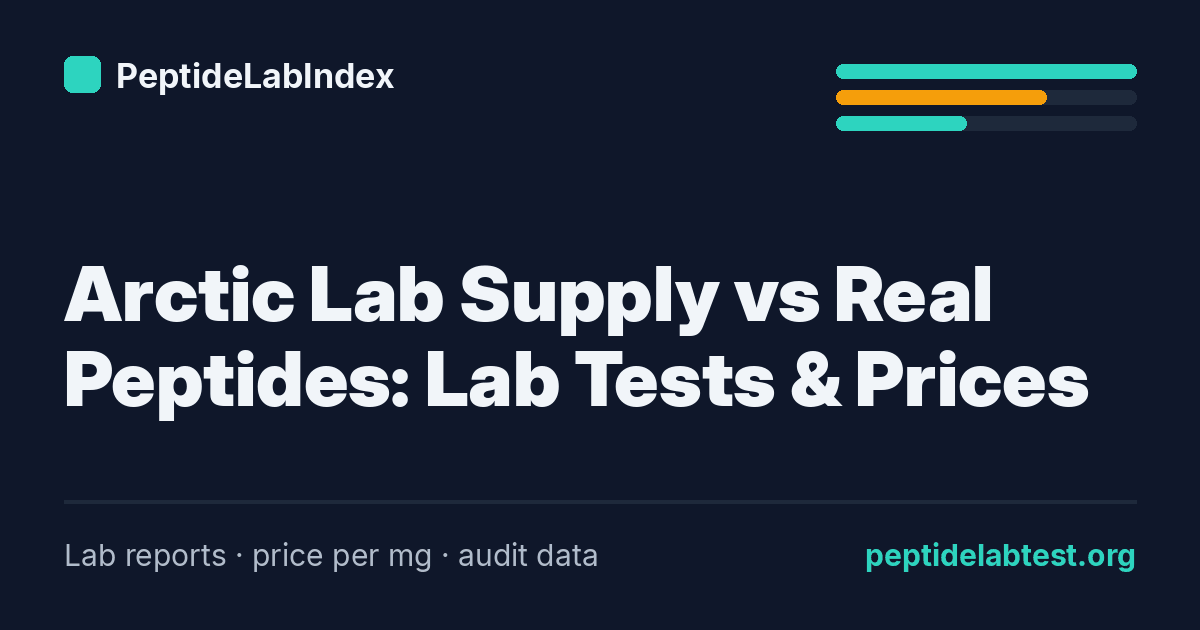 PeptideLabIndex
Arctic Lab Supply vs Real
Peptides: Lab Tests & Prices
Lab reports · price per mg · audit data
peptidelabtest.org